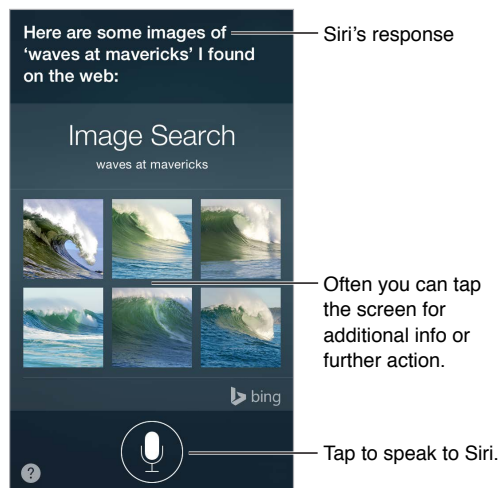 Here are some images of
‘waves at mavericks’ I found
on the web:
Siri’s response
Image Search
waves at mavericks
Often you can tap
the screen for
additional info or
further action.
bing
?
Tap to speak to Siri.